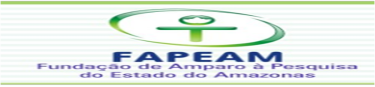 FAPEAM
Fundação de Amparo à Pesquisa
do Estado do Amazonas